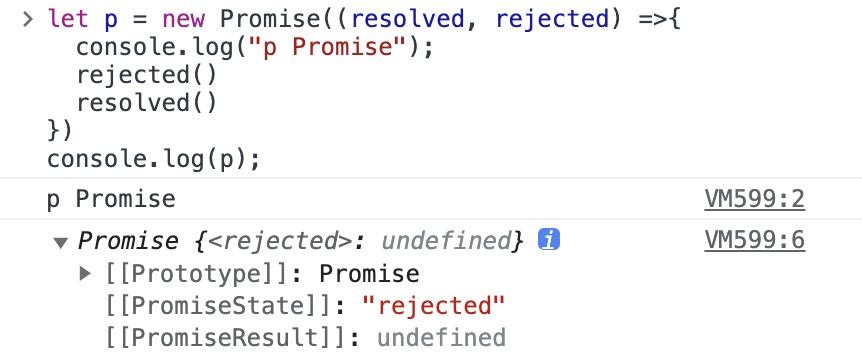 > let p = new Promise((resolved, rejected) =>{
console.log("p Promise");
rejected()
resolved()
})
console.log(p);
p Promise VM599:2
▼ Promise {<rejected>: undefined} i VM599:6
▶ [[Prototype]]: Promise
[[PromiseState]]: "rejected"
[[PromiseResult]]: undefined